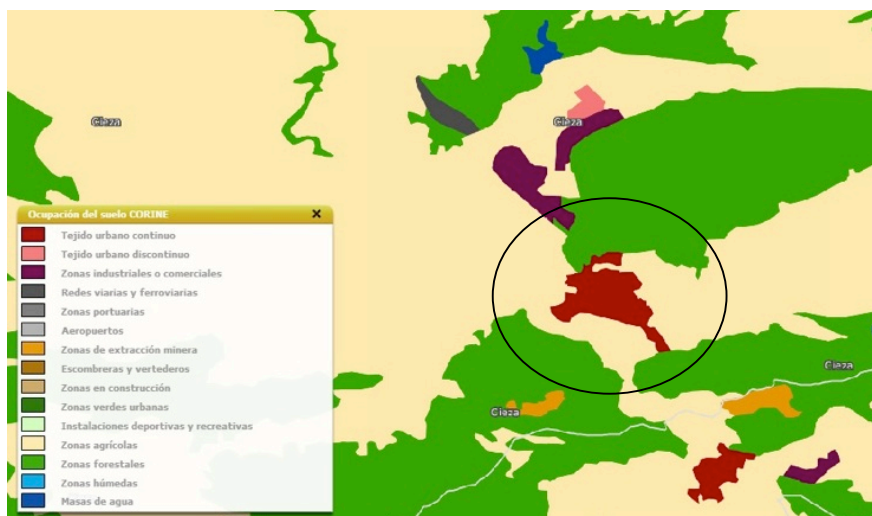 Cieza
Cieza
Ocupación del suelo CORINE
Tejido urbano continuo
Tejido urbano discontinuo
Zonas industriales o comerciales
Redes viarias y ferroviarias
Zonas portuarias
Aeropuertos
Zonas de extracción minera
Escombreras y vertederos
Zonas en construcción
Zonas verdes urbanas
Instalaciones deportivas y recreativas
Zonas agrícolas
Zonas forestales
Zonas húmedas
Masas de agua
Cieza
Cieza